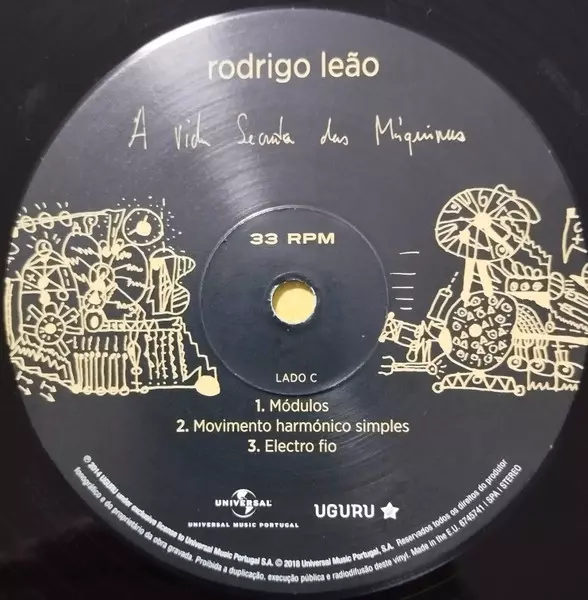 rodrigo leão
A Vida Secreta das Máquinas
33 RPM
LADO C
1. Módulos
2. Movimento harmónico simples
3. Electro fio
UNIVERSAL
UNIVERSAL MUSIC PORTUGAL
UGURU
℗ 2014 UGURU under exclusive license to Universal Music Portugal S.A. © 2018 Universal Music Portugal, S.A. Reservados todos os direitos do produtor
fonográfico e do proprietário da obra gravada. Proibida a duplicação, execução pública e radiodifusão deste vinyl. Made in the E.U. 6745741 | SPA | STEREO